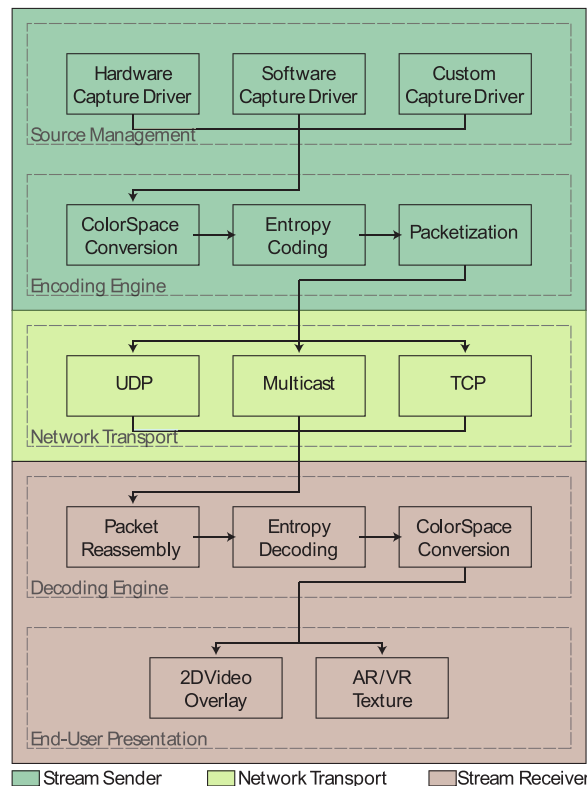 Hardware
Capture Driver
Software
Capture Driver
Custom
Capture Driver
Source Management
ColorSpace
Conversion
Entropy
Coding
Packetization
Encoding Engine
UDP
Multicast
TCP
Network Transport
Packet
Reassembly
Entropy
Decoding
ColorSpace
Conversion
Decoding Engine
2DVideo
Overlay
AR/VR
Texture
End-User Presentation
Stream Sender
Network Transport
Stream Receiver